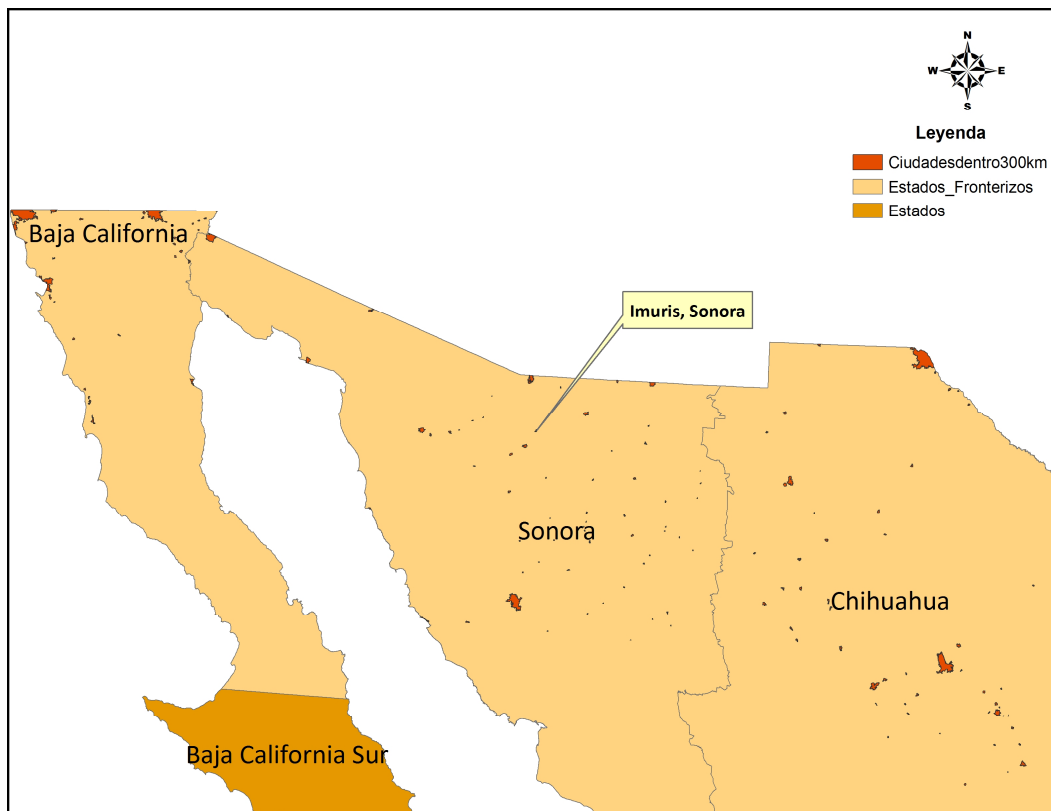 N
W E
S
Leyenda
Ciudadesdentro300km
Estados_Fronterizos
Estados
Baja California
Imuris, Sonora
Sonora
Chihuahua
Baja California Sur